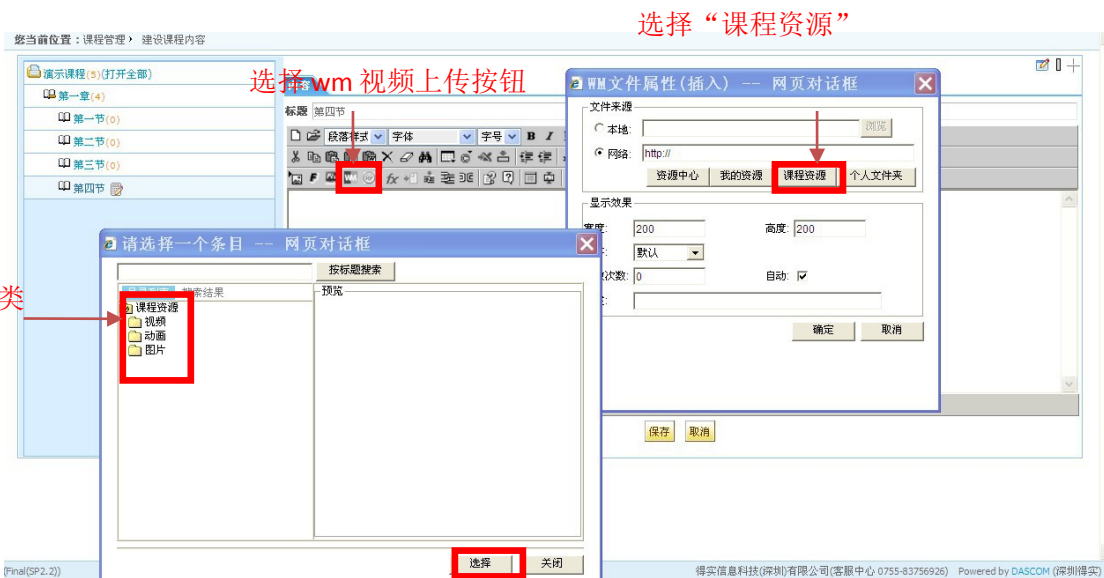 选择“课程资源”
您当前位置：课程管理 › 建设课程内容
演示课程(5)(打开全部)
第一章(4)
第一节(0)
第二节(0)
第三节(0)
第四节
选择 wm 视频上传按钮
标题 第四节
段落样式 字体 字号 B I
WM文件属性(插入) -- 网页对话框
文件来源
本地: 浏览
网络: http://
资源中心 我的资源 课程资源 个人文件夹
显示效果
宽度: 200 高度: 200
默认
次数: 0 自动:
确定 取消
类
请选择一个条目 -- 网页对话框
按标题搜索
搜索结果 预览
课程资源
视频
动画
图片
选择 关闭
保存 取消
(Final(SP2.2)) 得实信息科技(深圳)有限公司(客服中心 0755-83756926) Powered by DASCOM (深圳得实)